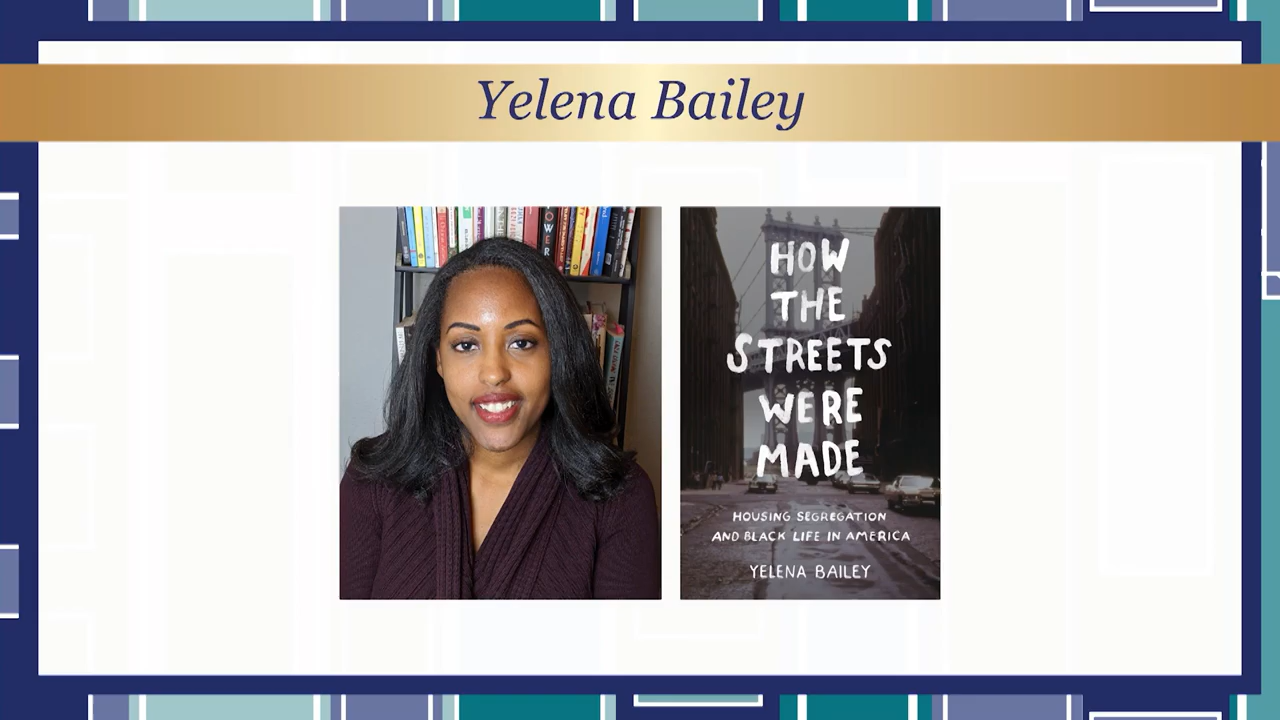 Yelena Bailey
HOW
THE
STREETS
WERE
MADE
HOUSING SEGREGATION
AND BLACK LIFE IN AMERICA
YELENA BAILEY